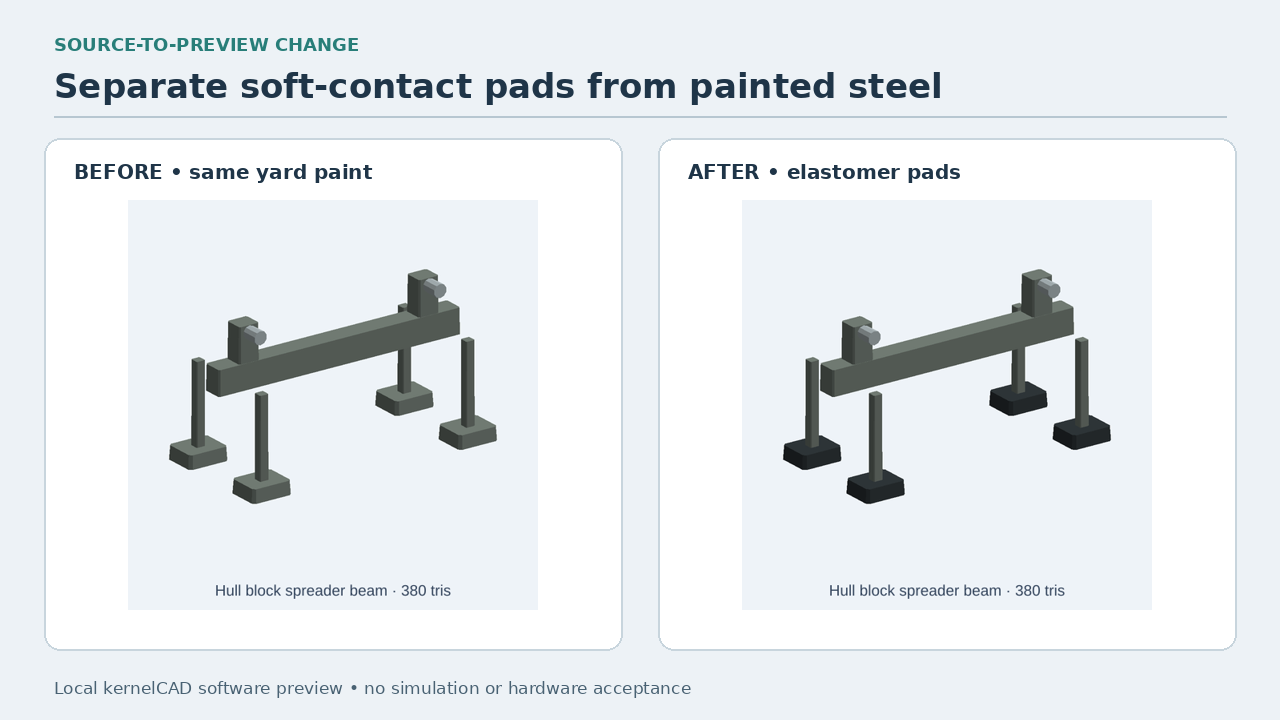 SOURCE-TO-PREVIEW CHANGE
Separate soft-contact pads from painted steel
BEFORE • same yard paint
Hull block spreader beam · 380 tris
AFTER • elastomer pads
Hull block spreader beam · 380 tris
Local kernelCAD software preview • no simulation or hardware acceptance